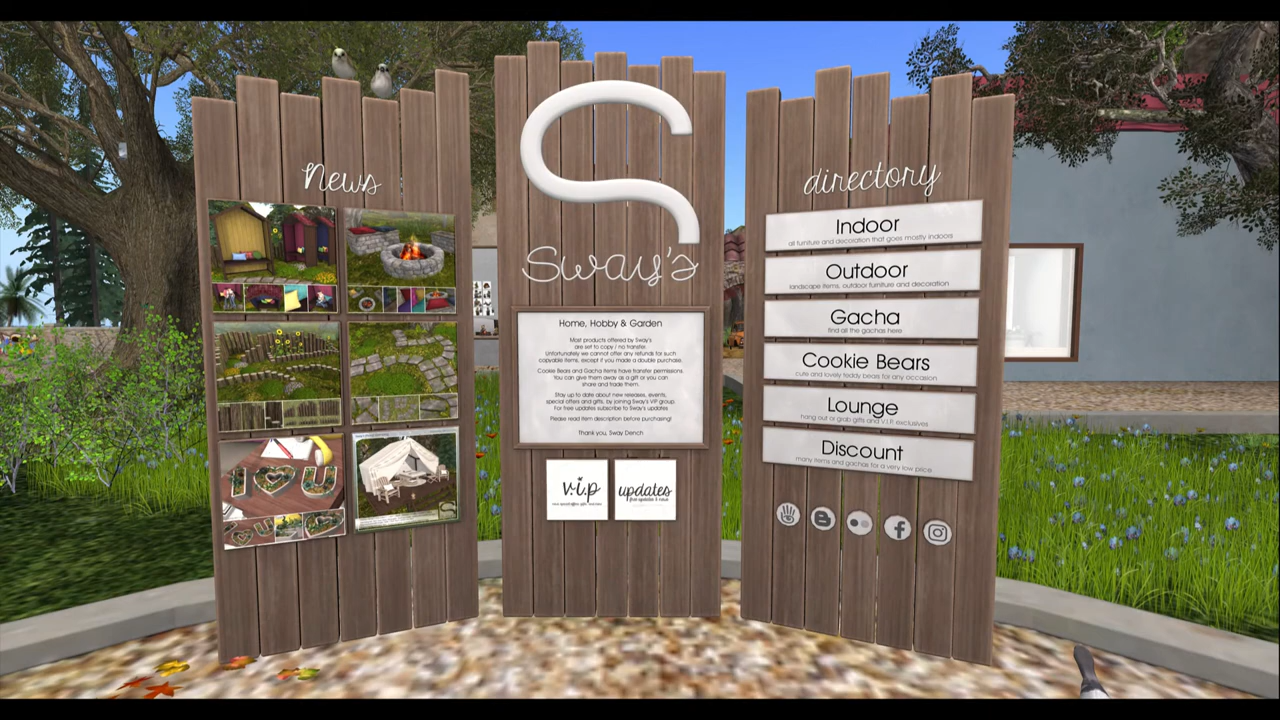 News
S
Sway's
Home, Hobby & Garden
Most products offered by Sway's
are set to copy / no transfer.
Unfortunately we cannot offer any refunds for such
copyable items, except if you made a double purchase.
Cookie Bears and Gacha items have transfer permissions.
You can give them away as a gift or you can
share and trade them.
Stay up to date about new releases, events,
special offers and gifts, by joining Sway's VIP group.
For free updates subscribe to Sway's updates
Please read item description before purchasing!
Thank you, Sway Dench
v.i.p
updates
directory
Indoor
all furniture and decoration that goes mostly indoors
Outdoor
landscape items, outdoor furniture and decoration
Gacha
find all the gachas here
Cookie Bears
cute and lovely teddy bears for any occasion
Lounge
hang out or grab gifts and V.I.P. exclusives
Discount
many items and gachas for a very low price
I U